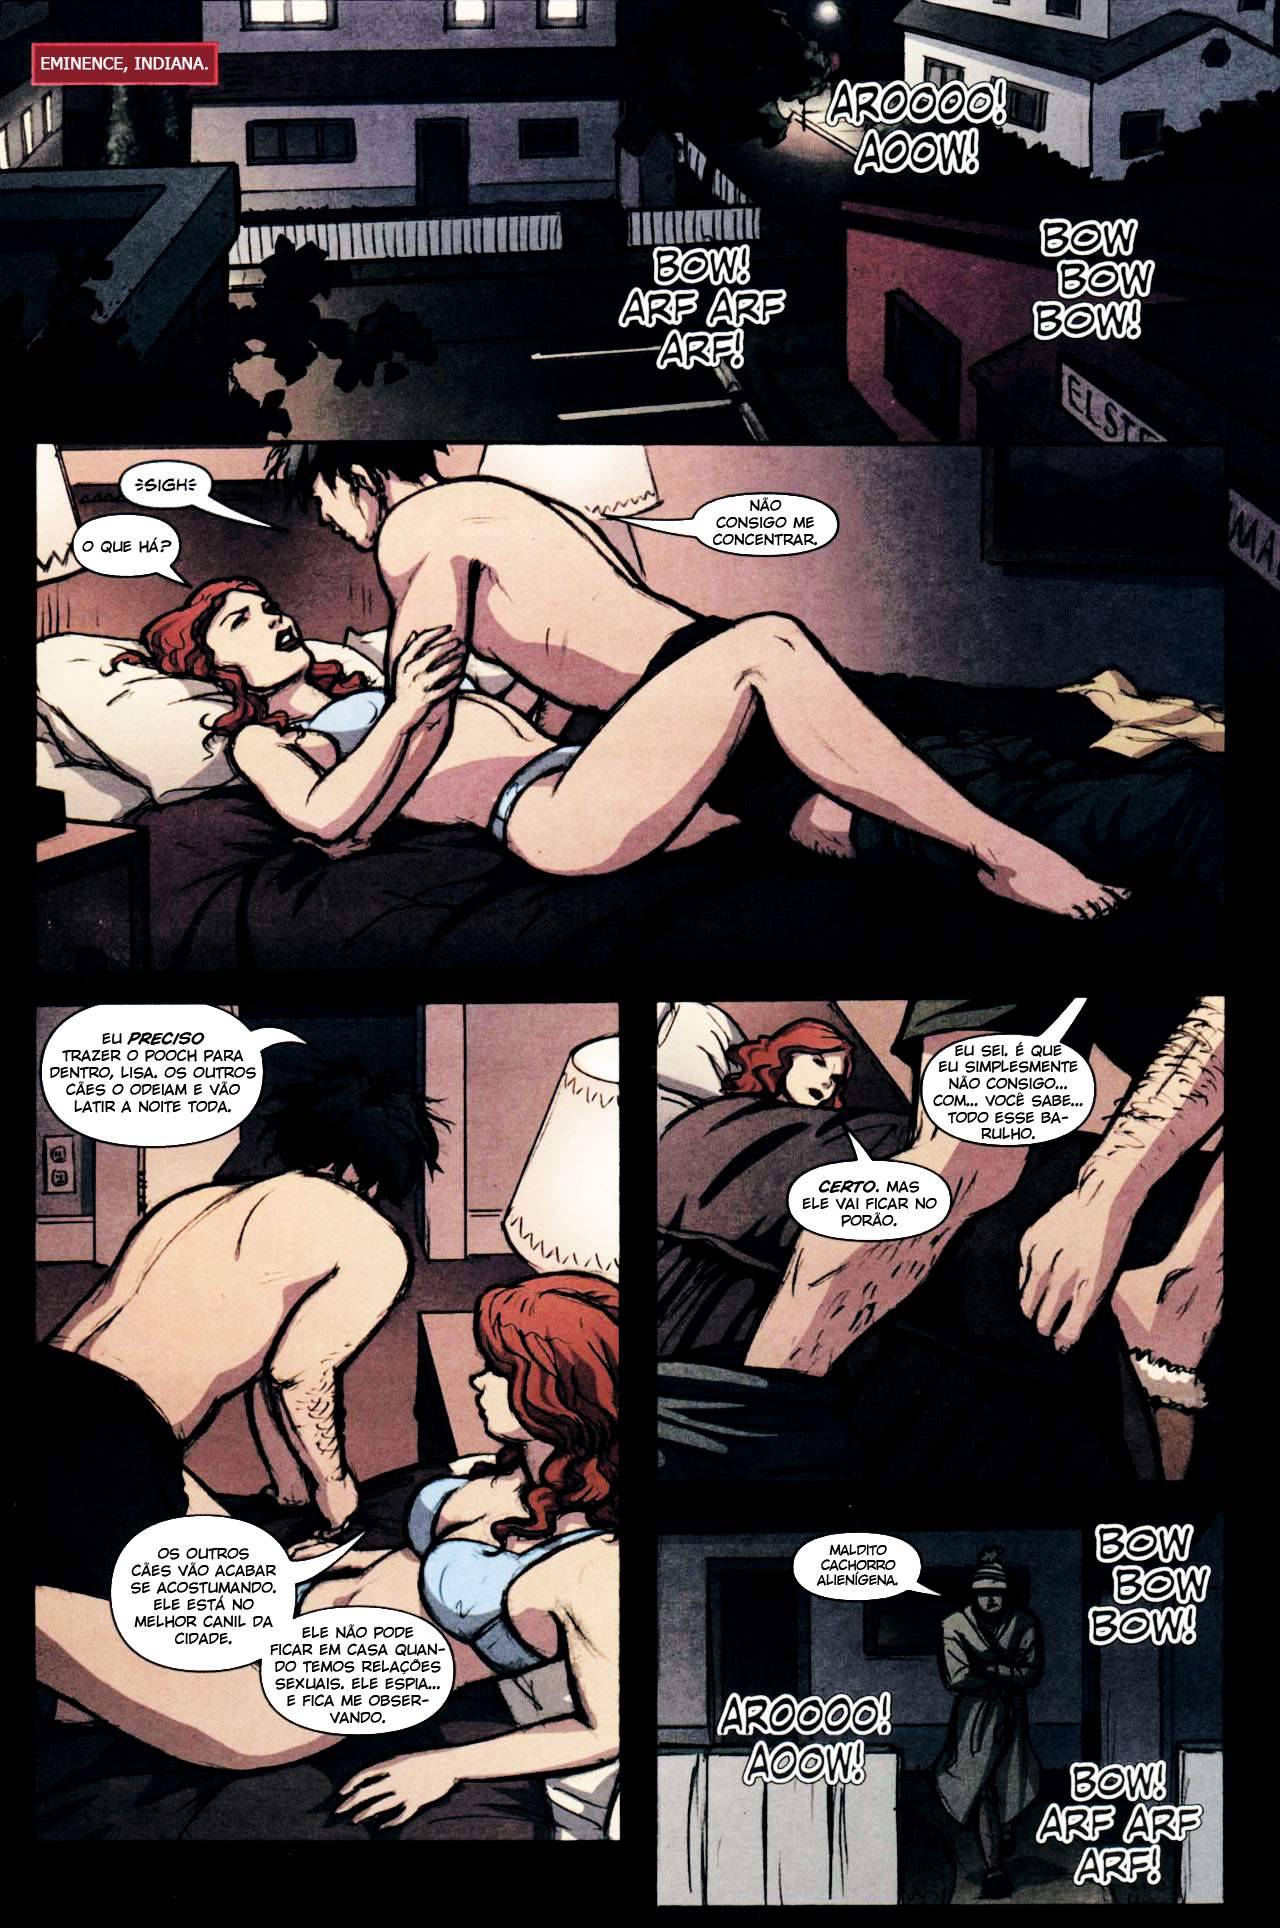 EMINENCE, INDIANA.
AROOOO!
AOOW!
BOW
BOW
BOW!
BOW!
ARF ARF
ARF!
ELSTE
MA
SIGH
O QUE HÁ?
NÃO
CONSIGO ME
CONCENTRAR.
EU PRECISO
TRAZER O POOCH PARA
DENTRO, LISA. OS OUTROS
CÃES O ODEIAM E VÃO
LATIR A NOITE TODA.
OS OUTROS
CÃES VÃO ACABAR
SE ACOSTUMANDO.
ELE ESTÁ NO
MELHOR CANIL DA
CIDADE.
ELE NÃO PODE
FICAR EM CASA QUAN-
DO TEMOS RELAÇÕES
SEXUAIS. ELE ESPIA...
E FICA ME OBSER-
VANDO.
EU SEI. É QUE
EU SIMPLESMENTE
NÃO CONSIGO...
COM... VOCÊ SABE...
TODO ESSE BA-
RULHO.
CERTO. MAS
ELE VAI FICAR NO
PORÃO.
MALDITO
CACHORRO
ALIENÍGENA.
BOW
BOW
BOW!
AROOOO!
AOOW!
BOW!
ARF ARF
ARF!